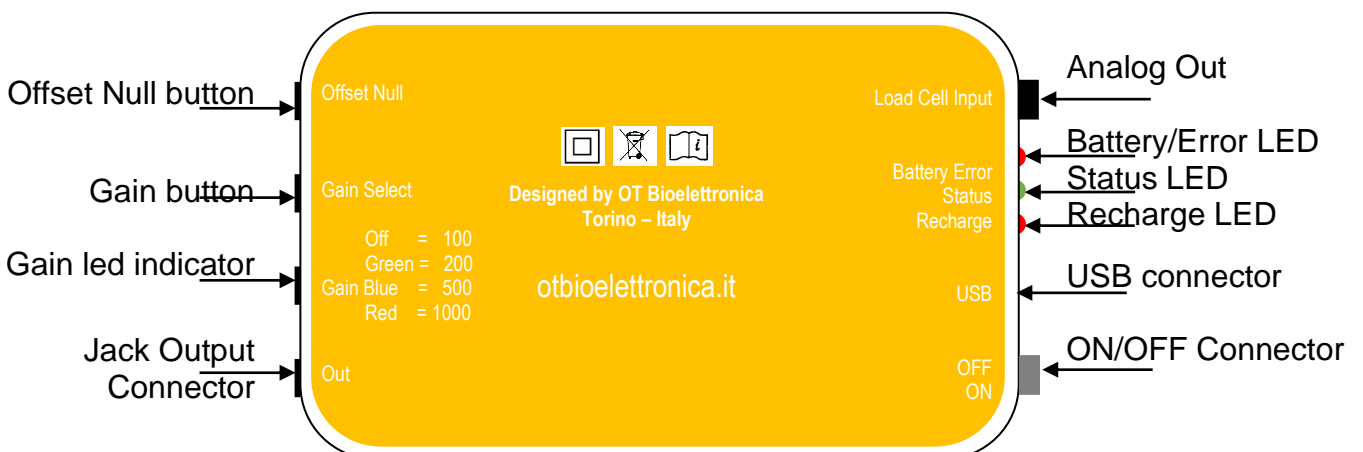 Offset Null button
Gain button
Gain led indicator
Jack Output
Connector
Offset Null
Gain Select
Off = 100
Green = 200
Gain Blue = 500
Red = 1000
Out
i
Designed by OT Bioelettronica
Torino – Italy
otbioelettronica.it
Load Cell Input
Battery Error
Status
Recharge
USB
OFF
ON
Analog Out
Battery/Error LED
Status LED
Recharge LED
USB connector
ON/OFF Connector